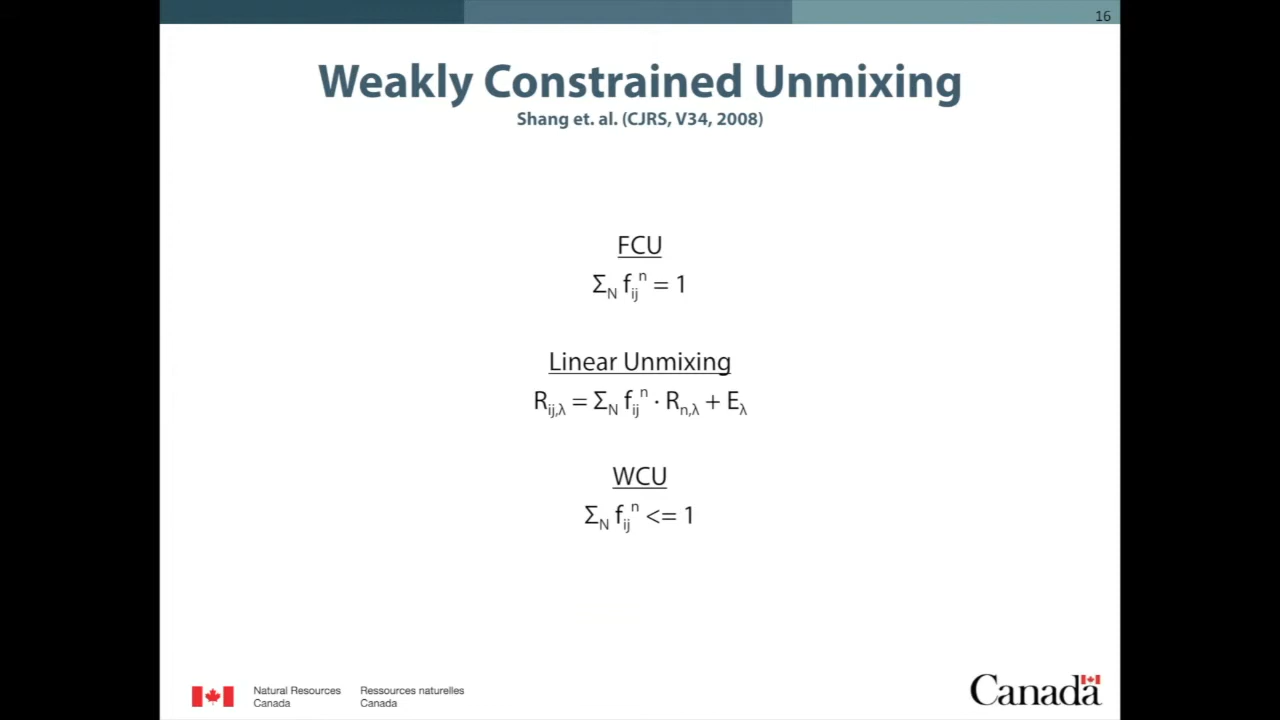 16
Weakly Constrained Unmixing
Shang et. al. (CJRS, V34, 2008)
FCU
Σ_N f_ij^n = 1
Linear Unmixing
R_ij,λ = Σ_N f_ij^n · R_n,λ + E_λ
WCU
Σ_N f_ij^n <= 1
Natural Resources Canada
Ressources naturelles Canada
Canada